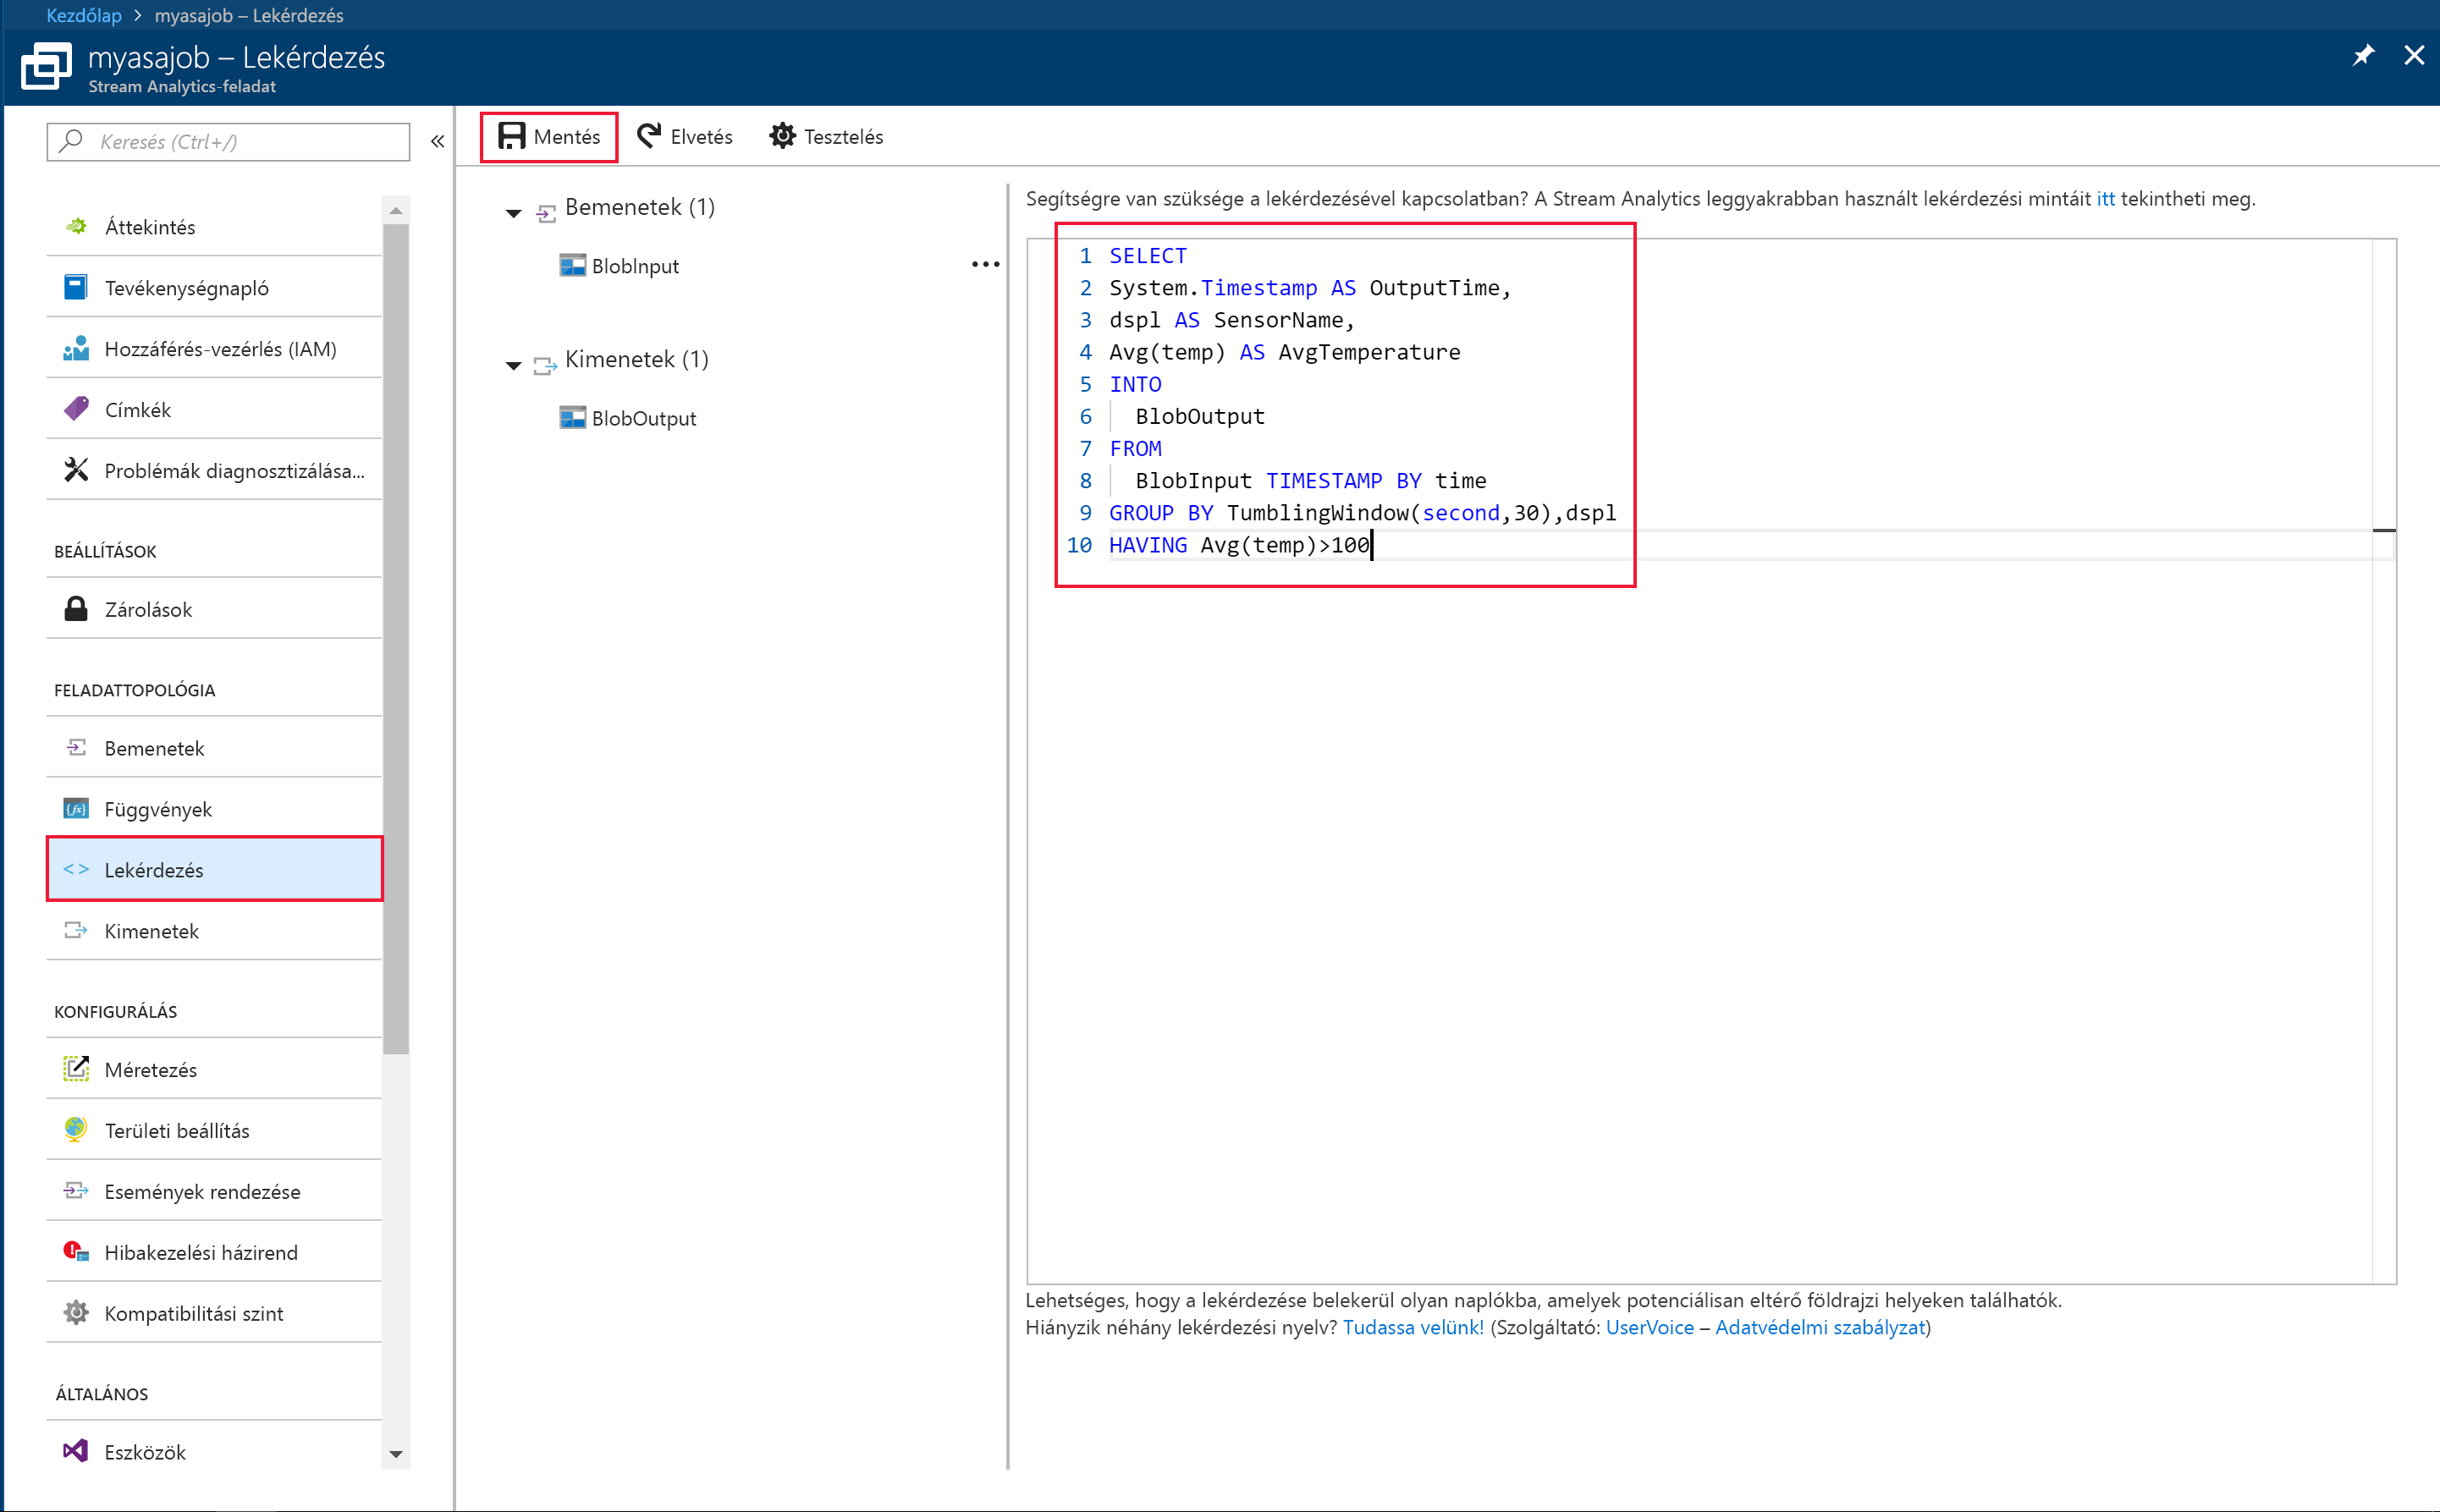 Kezdőlap > myasajob – Lekérdezés
myasajob – Lekérdezés
Stream Analytics-feladat
Keresés (Ctrl+/)
«
Áttekintés
Tevékenységnapló
Hozzáférés-vezérlés (IAM)
Címkék
Problémák diagnosztizálása...
BEÁLLÍTÁSOK
Zárolások
FELADATTOPOLÓGIA
Bemenetek
Függvények
<> Lekérdezés
Kimenetek
KONFIGURÁLÁS
Méretezés
Területi beállítás
Események rendezése
Hibakezelési házirend
Kompatibilitási szint
ÁLTALÁNOS
Eszközök
Mentés Elvetés Tesztelés
Bemenetek (1)
BlobInput ...
Kimenetek (1)
BlobOutput
Segítségre van szüksége a lekérdezésével kapcsolatban? A Stream Analytics leggyakrabban használt lekérdezési mintáit itt tekintheti meg.
1 SELECT
2 System.Timestamp AS OutputTime,
3 dspl AS SensorName,
4 Avg(temp) AS AvgTemperature
5 INTO
6 BlobOutput
7 FROM
8 BlobInput TIMESTAMP BY time
9 GROUP BY TumblingWindow(second,30),dspl
10 HAVING Avg(temp)>100
Lehetséges, hogy a lekérdezése belekerül olyan naplókba, amelyek potenciálisan eltérő földrajzi helyeken találhatók.
Hiányzik néhány lekérdezési nyelv? Tudassa velünk! (Szolgáltató: UserVoice – Adatvédelmi szabályzat)